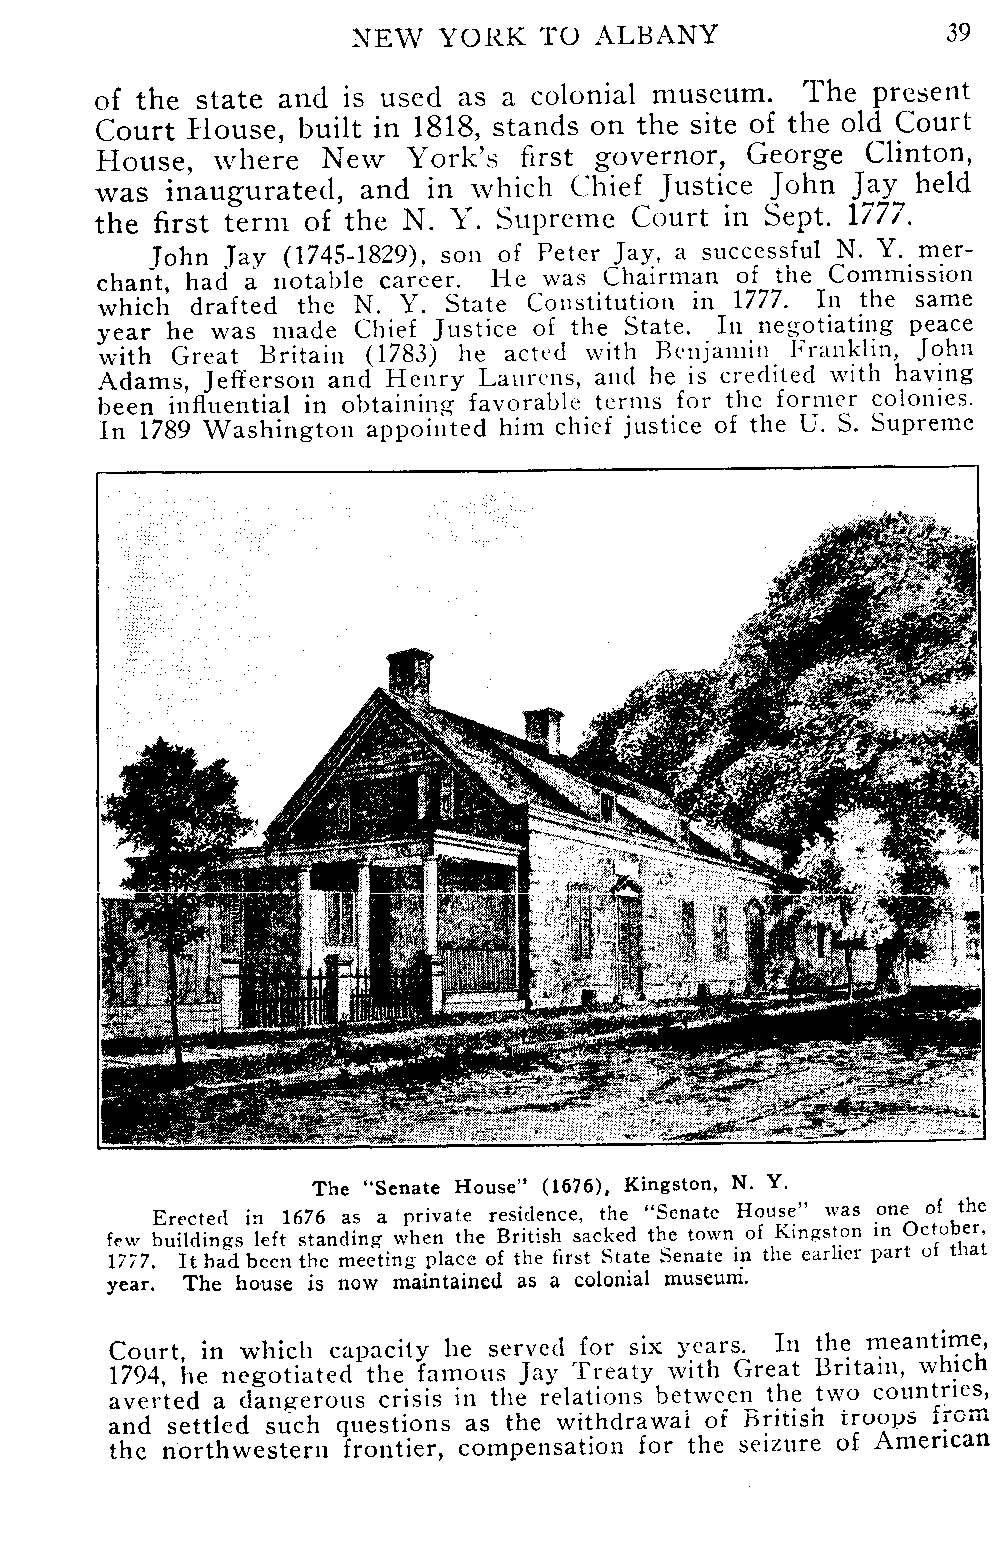 NEW YORK TO ALBANY 39
of the state and is used as a colonial museum. The present
Court House, built in 1818, stands on the site of the old Court
House, where New York's first governor, George Clinton,
was inaugurated, and in which Chief Justice John Jay held
the first term of the N. Y. Supreme Court in Sept. 1777.
John Jay (1745-1829), son of Peter Jay, a successful N. Y. mer-
chant, had a notable career. He was Chairman of the Commission
which drafted the N. Y. State Constitution in 1777. In the same
year he was made Chief Justice of the State. In negotiating peace
with Great Britain (1783) he acted with Benjamin Franklin, John
Adams, Jefferson and Henry Laurens, and he is credited with having
been influential in obtaining favorable terms for the former colonies.
In 1789 Washington appointed him chief justice of the U. S. Supreme
The "Senate House" (1676), Kingston, N. Y.
Erected in 1676 as a private residence, the "Senate House" was one of the
few buildings left standing when the British sacked the town of Kingston in October,
1777. It had been the meeting place of the first State Senate in the earlier part of that
year. The house is now maintained as a colonial museum.
Court, in which capacity he served for six years. In the meantime,
1794, he negotiated the famous Jay Treaty with Great Britain, which
averted a dangerous crisis in the relations between the two countries,
and settled such questions as the withdrawal of British troops from
the northwestern frontier, compensation for the seizure of American